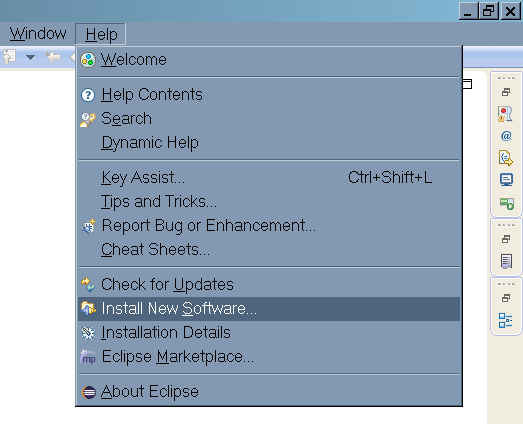 Window Help
Welcome
Help Contents
Search
Dynamic Help
Key Assist... Ctrl+Shift+L
Tips and Tricks...
Report Bug or Enhancement...
Cheat Sheets...
Check for Updates
Install New Software...
Installation Details
mp Eclipse Marketplace...
About Eclipse